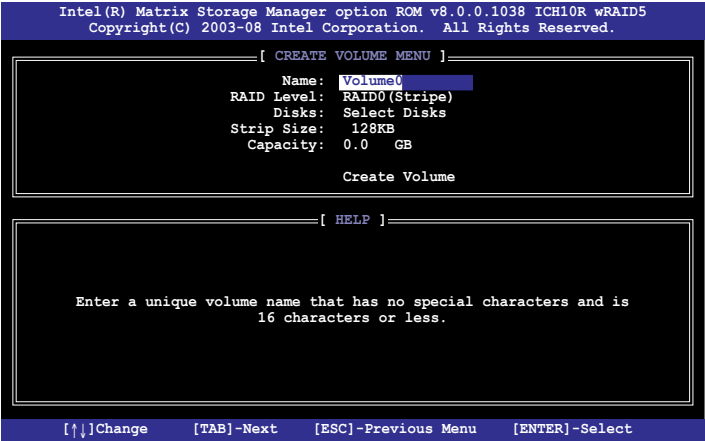 Intel(R) Matrix Storage Manager option ROM v8.0.0.1038 ICH10R wRAID5
Copyright(C) 2003-08 Intel Corporation. All Rights Reserved.
[ CREATE VOLUME MENU ]
Name: Volume0
RAID Level: RAID0(Stripe)
Disks: Select Disks
Strip Size: 128KB
Capacity: 0.0 GB
Create Volume
[ HELP ]
Enter a unique volume name that has no special characters and is
16 characters or less.
[↑↓]Change [TAB]-Next [ESC]-Previous Menu [ENTER]-Select